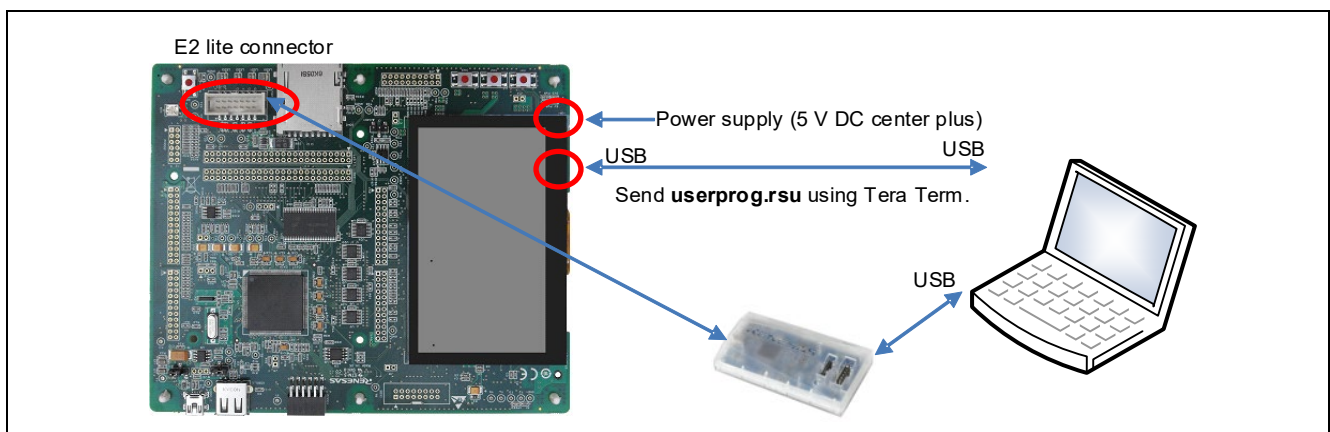 E2 lite connector
Power supply (5 V DC center plus)
USB
USB
Send userprog.rsu using Tera Term.
USB
RENESAS